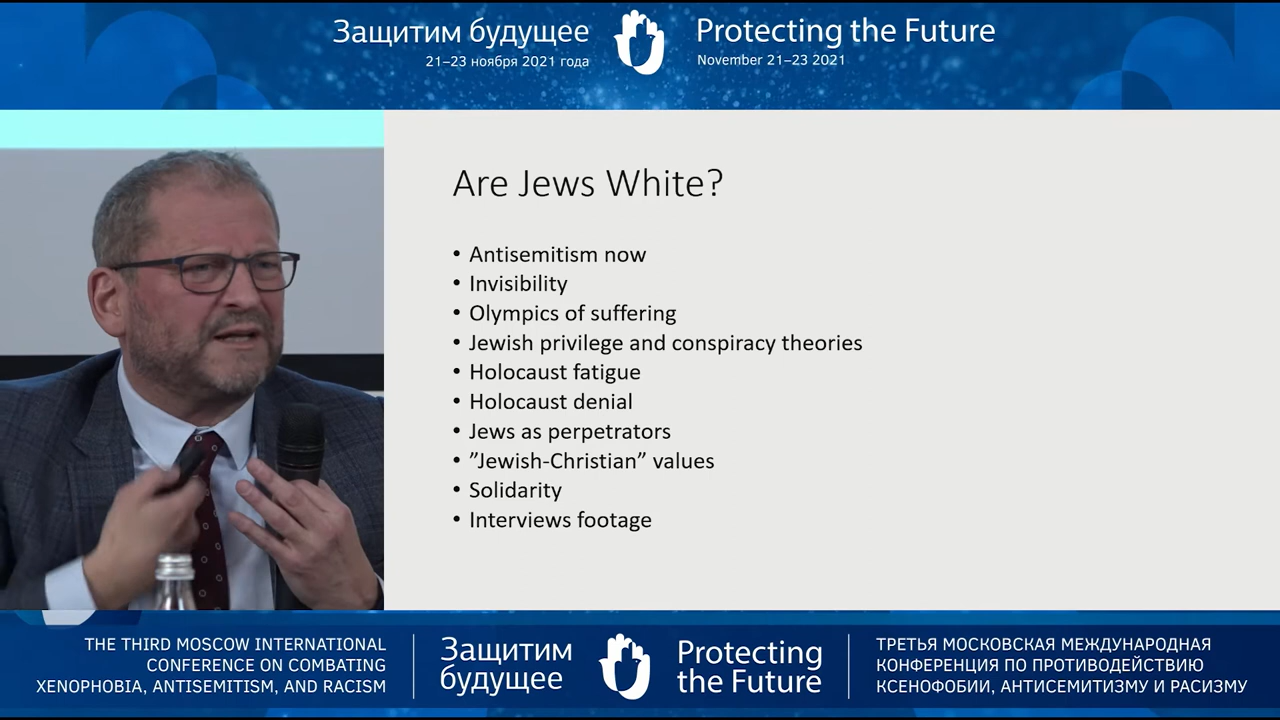 Защитим будущее
21–23 ноября 2021 года
Protecting the Future
November 21–23 2021
Are Jews White?
• Antisemitism now
• Invisibility
• Olympics of suffering
• Jewish privilege and conspiracy theories
• Holocaust fatigue
• Holocaust denial
• Jews as perpetrators
• ”Jewish-Christian” values
• Solidarity
• Interviews footage
THE THIRD MOSCOW INTERNATIONAL
CONFERENCE ON COMBATING
XENOPHOBIA, ANTISEMITISM, AND RACISM
Защитим
будущее
Protecting
the Future
ТРЕТЬЯ МОСКОВСКАЯ МЕЖДУНАРОДНАЯ
КОНФЕРЕНЦИЯ ПО ПРОТИВОДЕЙСТВИЮ
КСЕНОФОБИИ, АНТИСЕМИТИЗМУ И РАСИЗМУ